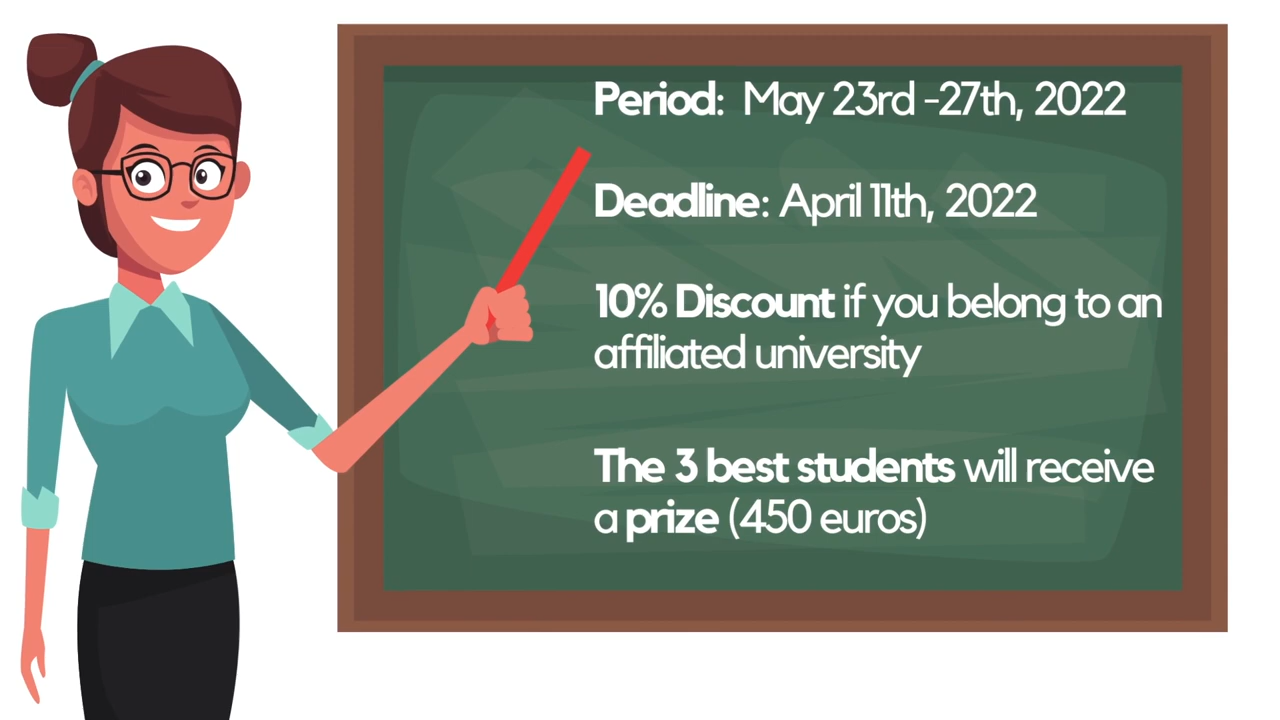 Period: May 23rd -27th, 2022
Deadline: April 11th, 2022
10% Discount if you belong to an
affiliated university
The 3 best students will receive
a prize (450 euros)